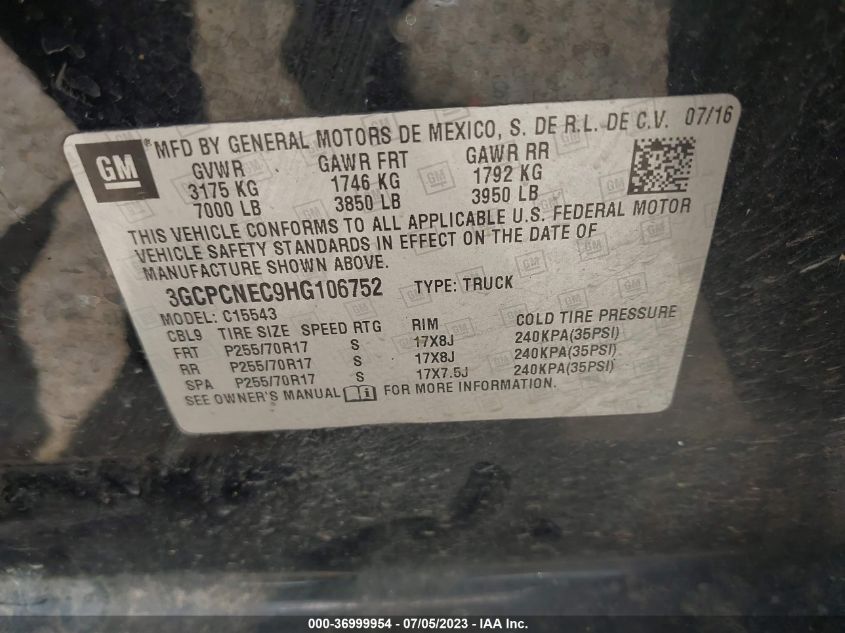 GM ® MFD BY GENERAL MOTORS DE MEXICO, S. DE R.L. DE C.V. 07/16
GVWR GAWR FRT GAWR RR
3175 KG 1746 KG 1792 KG
7000 LB 3850 LB 3950 LB
THIS VEHICLE CONFORMS TO ALL APPLICABLE U.S. FEDERAL MOTOR
VEHICLE SAFETY STANDARDS IN EFFECT ON THE DATE OF
MANUFACTURE SHOWN ABOVE.
3GCPCNEC9HG106752 TYPE: TRUCK
MODEL: C15543
CBL9 TIRE SIZE SPEED RTG RIM COLD TIRE PRESSURE
FRT P255/70R17 S 17X8J 240KPA(35PSI)
RR P255/70R17 S 17X8J 240KPA(35PSI)
SPA P255/70R17 S 17X7.5J 240KPA(35PSI)
SEE OWNER'S MANUAL FOR MORE INFORMATION.
000-36999954 - 07/05/2023 - IAA Inc.